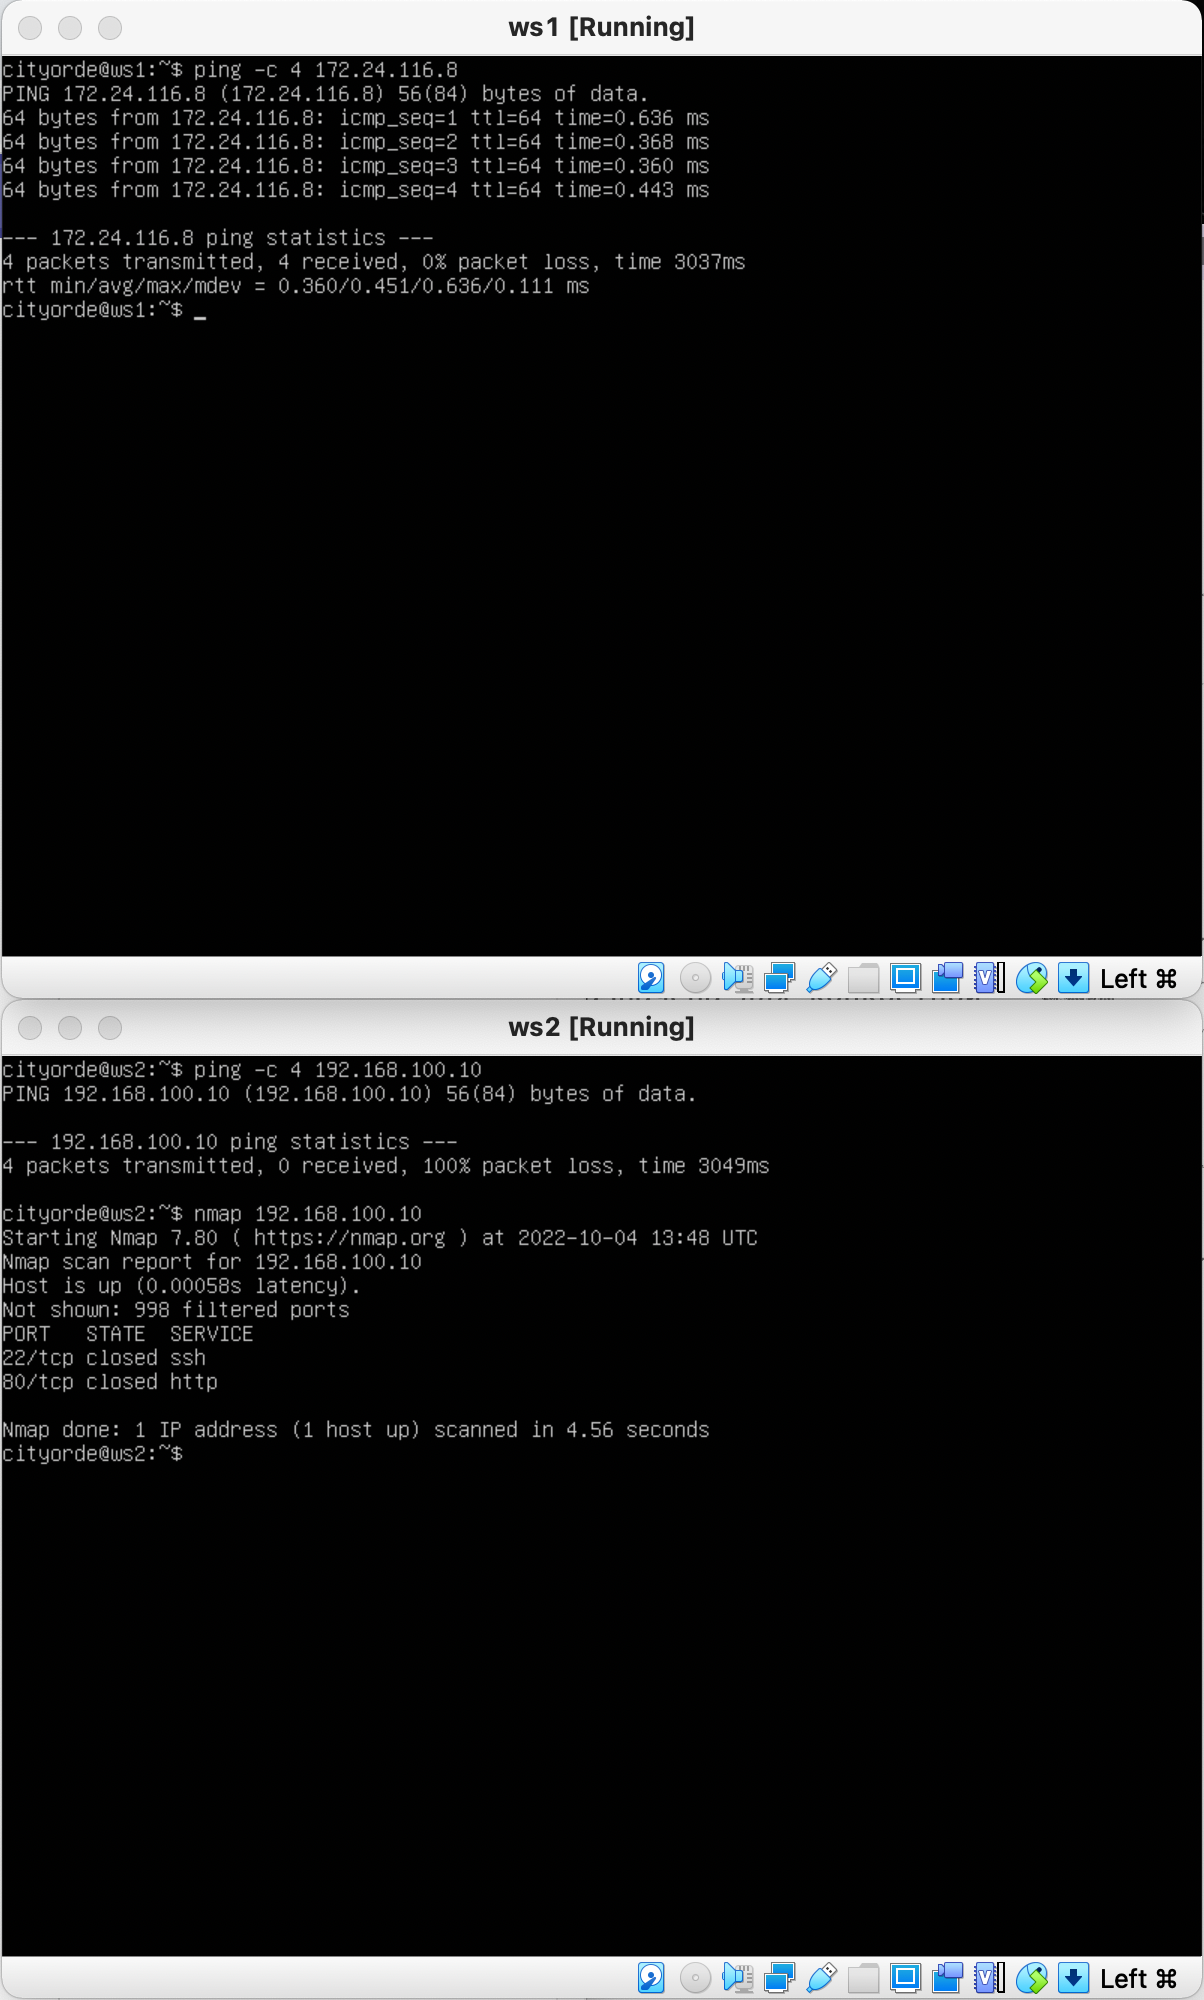 ws1 [Running]
cityorde@ws1:~$ ping -c 4 172.24.116.8
PING 172.24.116.8 (172.24.116.8) 56(84) bytes of data.
64 bytes from 172.24.116.8: icmp_seq=1 ttl=64 time=0.636 ms
64 bytes from 172.24.116.8: icmp_seq=2 ttl=64 time=0.368 ms
64 bytes from 172.24.116.8: icmp_seq=3 ttl=64 time=0.360 ms
64 bytes from 172.24.116.8: icmp_seq=4 ttl=64 time=0.443 ms
--- 172.24.116.8 ping statistics ---
4 packets transmitted, 4 received, 0% packet loss, time 3037ms
rtt min/avg/max/mdev = 0.360/0.451/0.636/0.111 ms
cityorde@ws1:~$ _
Left ⌘
ws2 [Running]
cityorde@ws2:~$ ping -c 4 192.168.100.10
PING 192.168.100.10 (192.168.100.10) 56(84) bytes of data.
--- 192.168.100.10 ping statistics ---
4 packets transmitted, 0 received, 100% packet loss, time 3049ms
cityorde@ws2:~$ nmap 192.168.100.10
Starting Nmap 7.80 ( https://nmap.org ) at 2022-10-04 13:48 UTC
Nmap scan report for 192.168.100.10
Host is up (0.00058s latency).
Not shown: 998 filtered ports
PORT   STATE  SERVICE
22/tcp closed ssh
80/tcp closed http
Nmap done: 1 IP address (1 host up) scanned in 4.56 seconds
cityorde@ws2:~$
Left ⌘